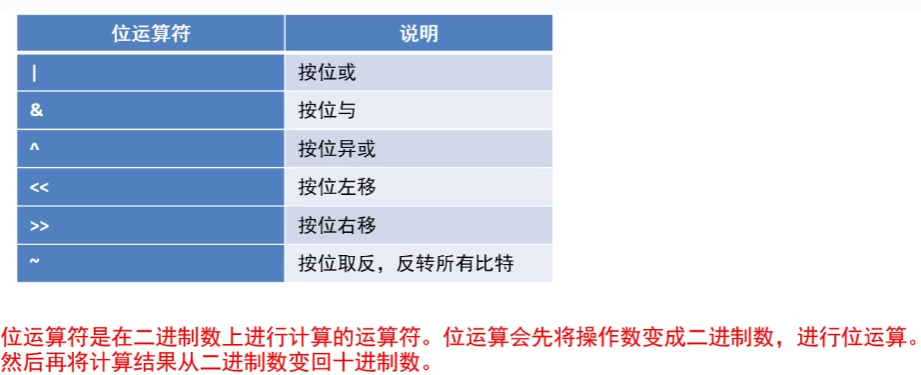 位运算符 说明
| 按位或
& 按位与
^ 按位异或
<< 按位左移
>> 按位右移
~ 按位取反，反转所有比特
位运算符是在二进制数上进行计算的运算符。位运算会先将操作数变成二进制数，进行位运算。
然后再将计算结果从二进制数变回十进制数。